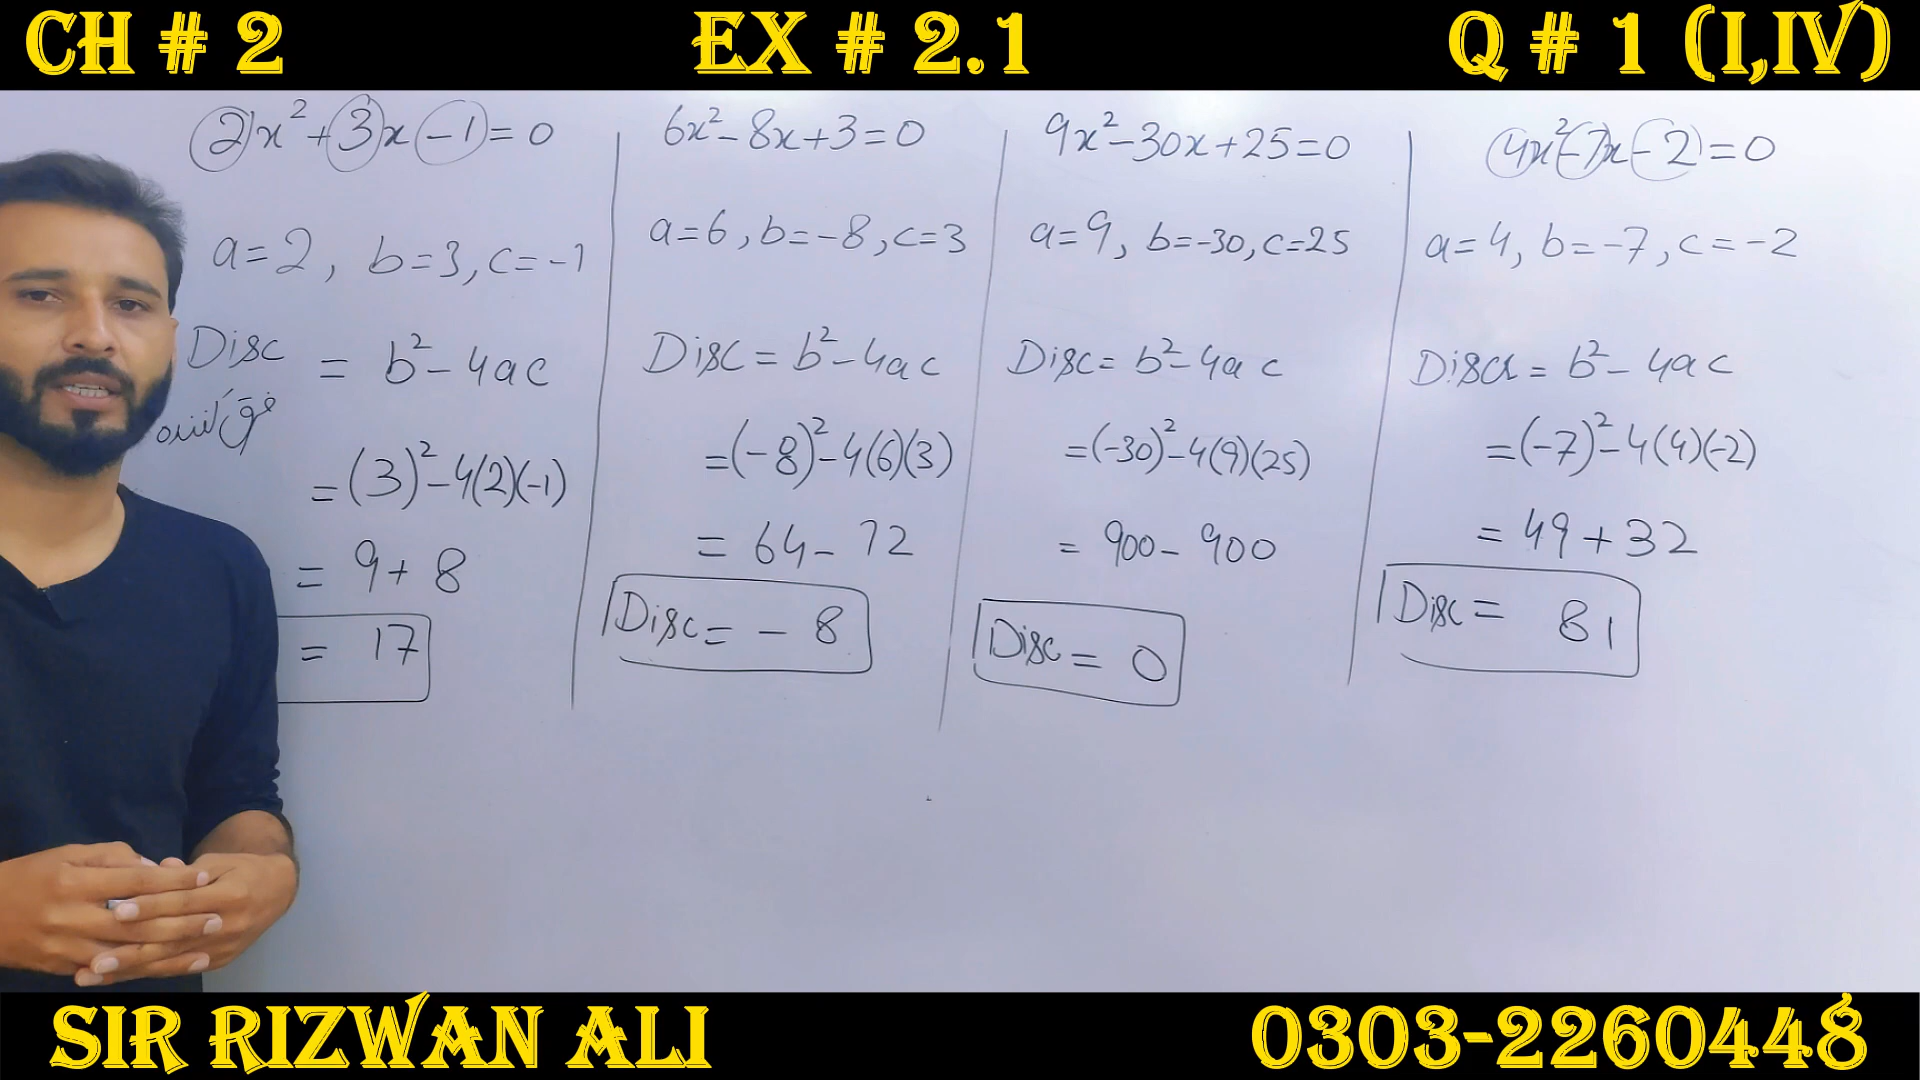 CH # 2
EX # 2.1
Q # 1 (I,IV)
2x²+3x-1=0
a=2, b=3, c=-1
Disc = b²-4ac
فرق کنندہ
=(3)²-4(2)(-1)
= 9+8
= 17
6x²-8x+3=0
a=6, b=-8, c=3
Disc = b²-4ac
=(-8)²-4(6)(3)
= 64-72
Disc = -8
9x²-30x+25=0
a=9, b=-30, c=25
Disc = b²-4ac
=(-30)²-4(9)(25)
= 900-900
Disc = 0
4x²-7x-2=0
a=4, b=-7, c=-2
Disc = b²-4ac
=(-7)²-4(4)(-2)
= 49+32
Disc = 81
SIR RIZWAN ALI
0303-2260448